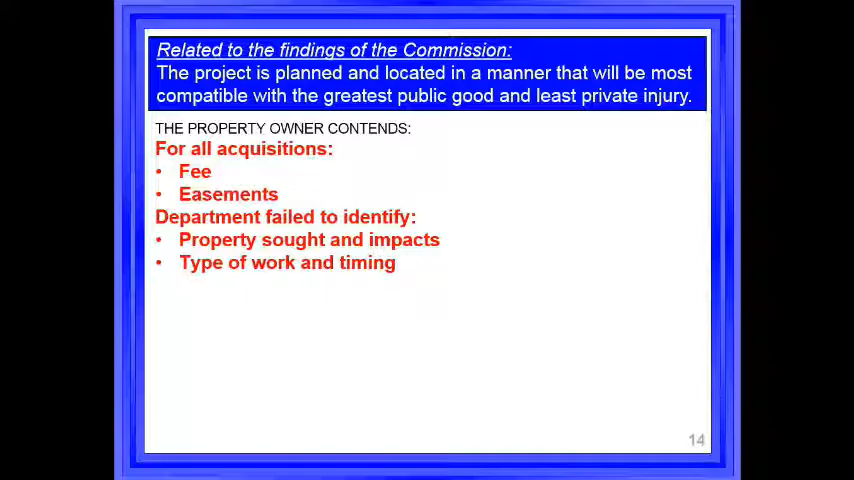 Related to the findings of the Commission:
The project is planned and located in a manner that will be most
compatible with the greatest public good and least private injury.
THE PROPERTY OWNER CONTENDS:
For all acquisitions:
• Fee
• Easements
Department failed to identify:
• Property sought and impacts
• Type of work and timing
14